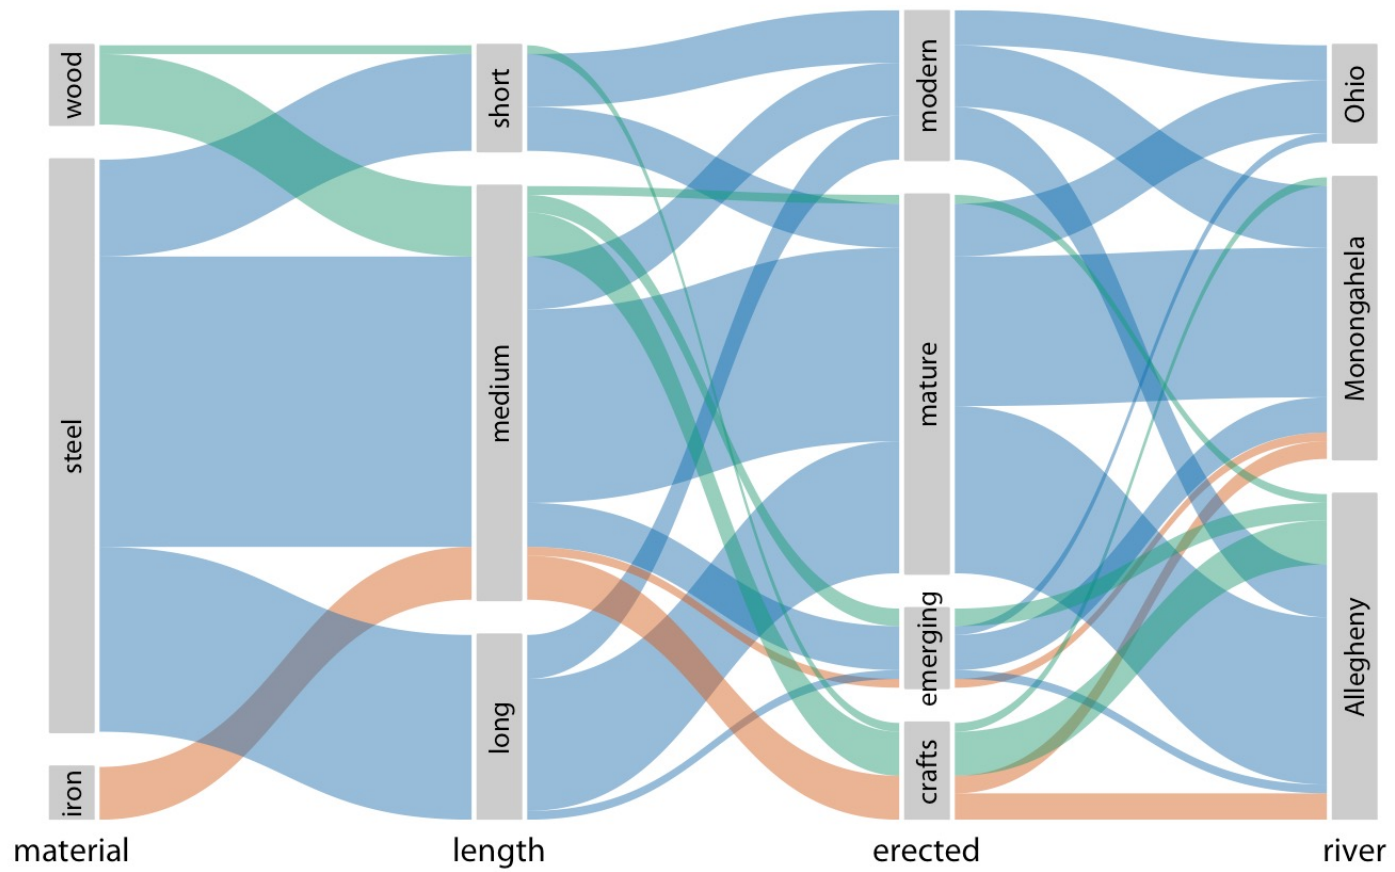 wood
steel
iron
short
medium
long
modern
mature
emerging
crafts
Ohio
Monongahela
Allegheny
material
length
erected
river